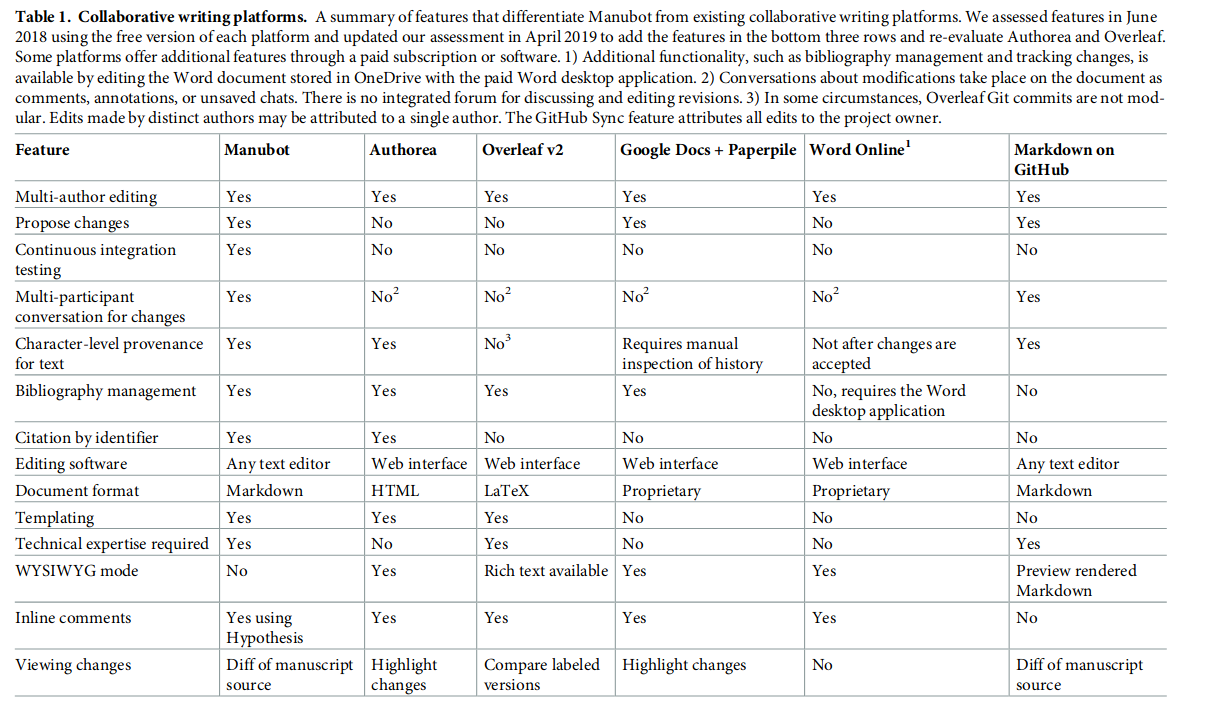 Table 1. Collaborative writing platforms. A summary of features that differentiate Manubot from existing collaborative writing platforms. We assessed features in June
2018 using the free version of each platform and updated our assessment in April 2019 to add the features in the bottom three rows and re-evaluate Authorea and Overleaf.
Some platforms offer additional features through a paid subscription or software. 1) Additional functionality, such as bibliography management and tracking changes, is
available by editing the Word document stored in OneDrive with the paid Word desktop application. 2) Conversations about modifications take place on the document as
comments, annotations, or unsaved chats. There is no integrated forum for discussing and editing revisions. 3) In some circumstances, Overleaf Git commits are not mod-
ular. Edits made by distinct authors may be attributed to a single author. The GitHub Sync feature attributes all edits to the project owner.
Feature Manubot Authorea Overleaf v2 Google Docs + Paperpile Word Online1 Markdown on
GitHub
Multi-author editing Yes Yes Yes Yes Yes Yes
Propose changes Yes No No Yes No Yes
Continuous integration Yes No No No No No
testing
Multi-participant Yes No2 No2 No2 No2 Yes
conversation for changes
Character-level provenance Yes Yes No3 Requires manual Not after changes are Yes
for text inspection of history accepted
Bibliography management Yes Yes Yes Yes No, requires the Word No
desktop application
Citation by identifier Yes Yes No No No No
Editing software Any text editor Web interface Web interface Web interface Web interface Any text editor
Document format Markdown HTML LaTeX Proprietary Proprietary Markdown
Templating Yes Yes Yes No No No
Technical expertise required Yes No Yes No No Yes
WYSIWYG mode No Yes Rich text available Yes Yes Preview rendered
Markdown
Inline comments Yes using Yes Yes Yes Yes No
Hypothesis
Viewing changes Diff of manuscript Highlight Compare labeled Highlight changes No Diff of manuscript
source changes versions source